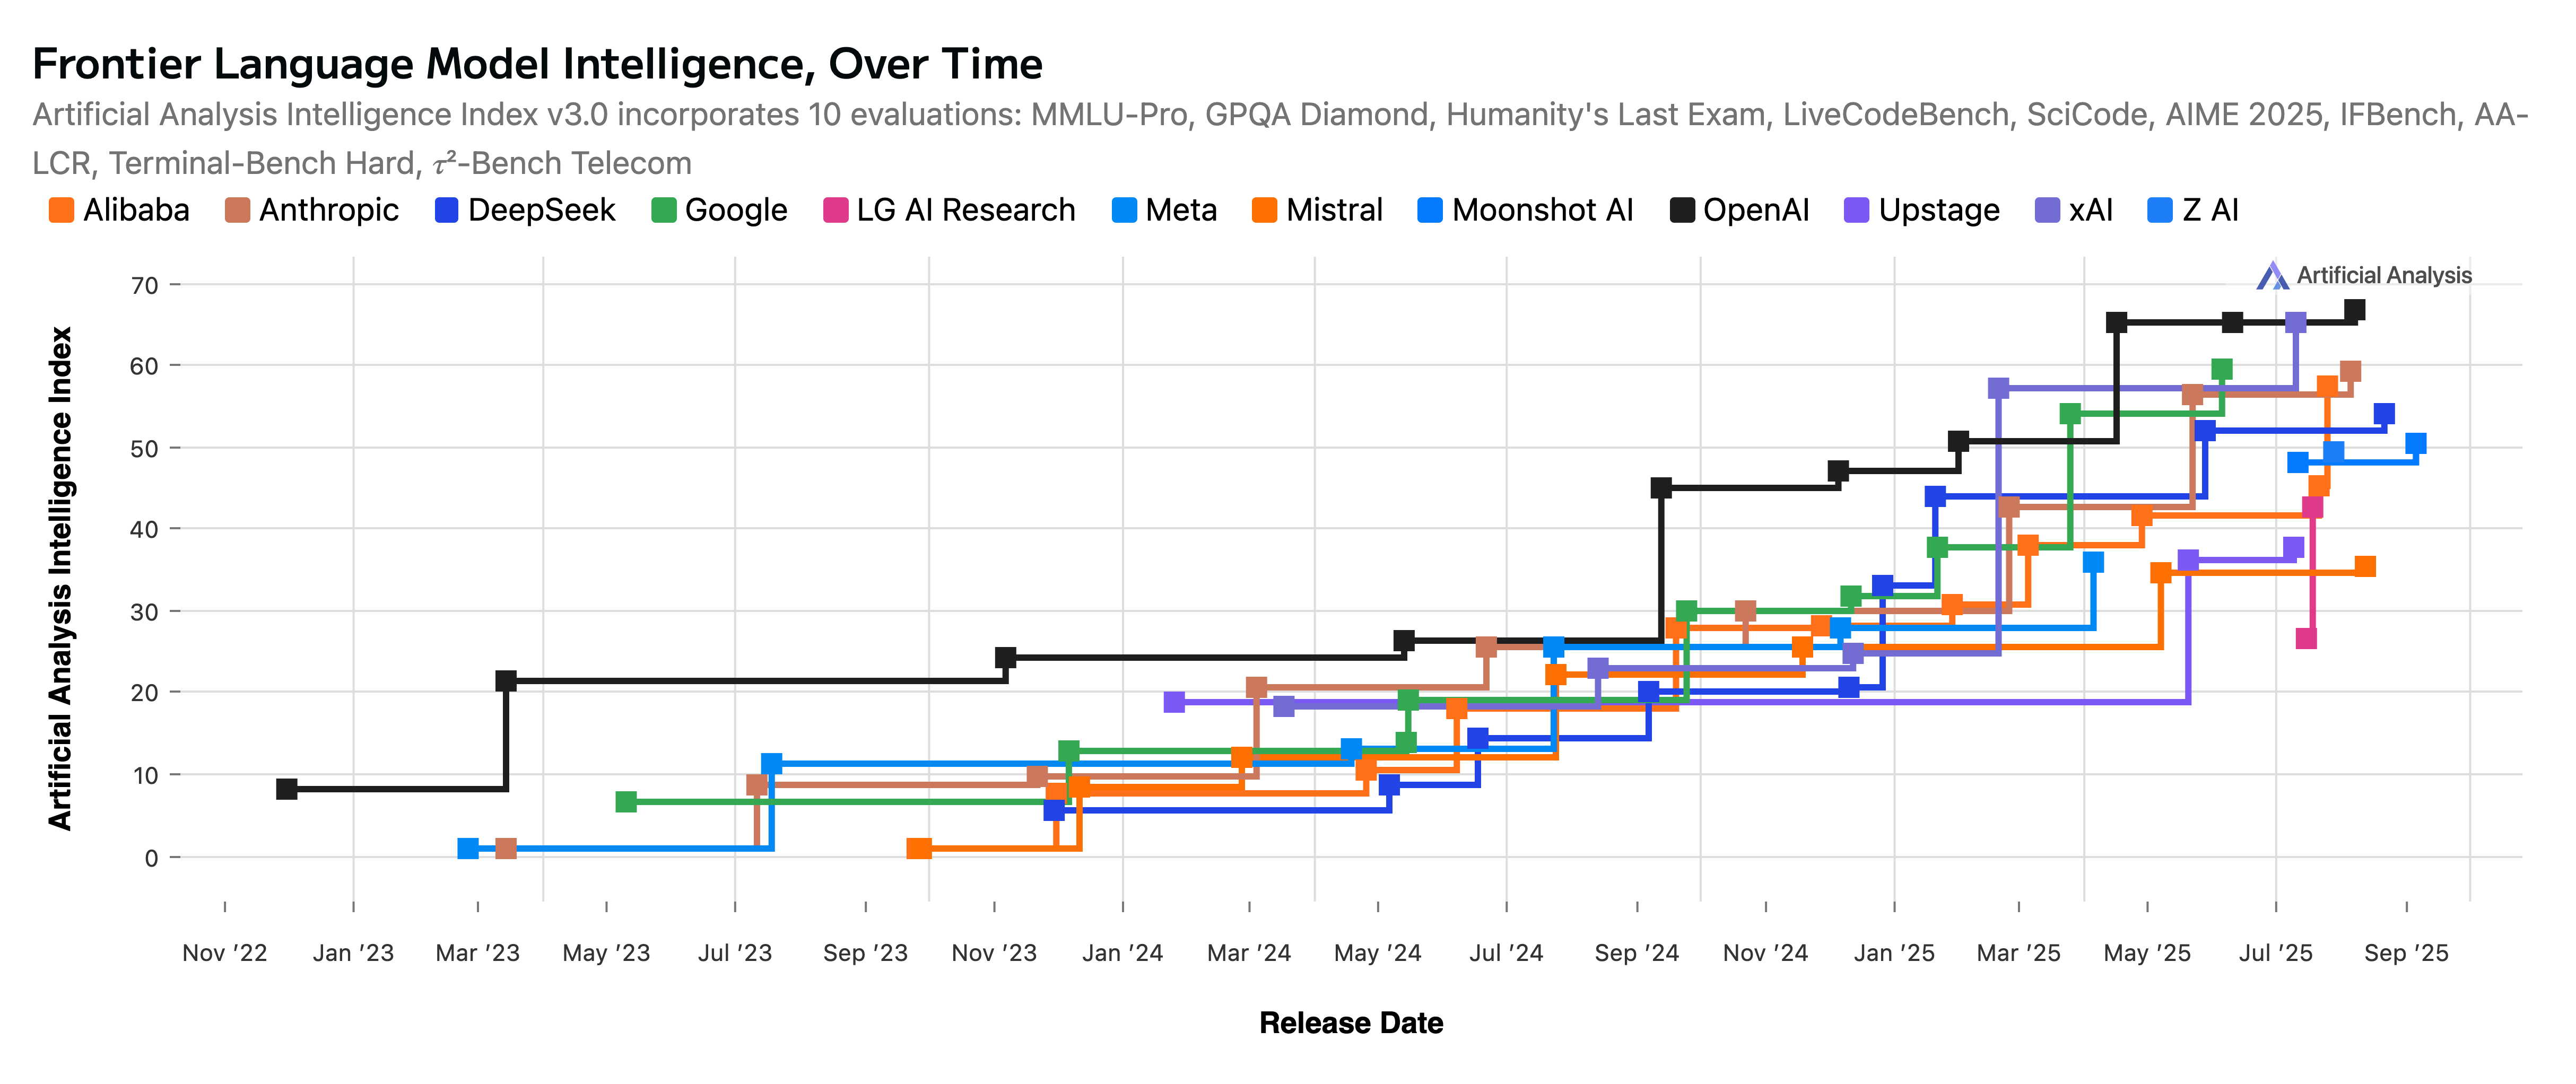 Frontier Language Model Intelligence, Over Time
Artificial Analysis Intelligence Index v3.0 incorporates 10 evaluations: MMLU-Pro, GPQA Diamond, Humanity's Last Exam, LiveCodeBench, SciCode, AIME 2025, IFBench, AA-
LCR, Terminal-Bench Hard, 𝜏²-Bench Telecom
Alibaba Anthropic DeepSeek Google LG AI Research Meta Mistral Moonshot AI OpenAI Upstage xAI Z AI
Artificial Analysis
Artificial Analysis Intelligence Index
70
60
50
40
30
20
10
0
Nov ’22 Jan ’23 Mar ’23 May ’23 Jul ’23 Sep ’23 Nov ’23 Jan ’24 Mar ’24 May ’24 Jul ’24 Sep ’24 Nov ’24 Jan ’25 Mar ’25 May ’25 Jul ’25 Sep ’25
Release Date